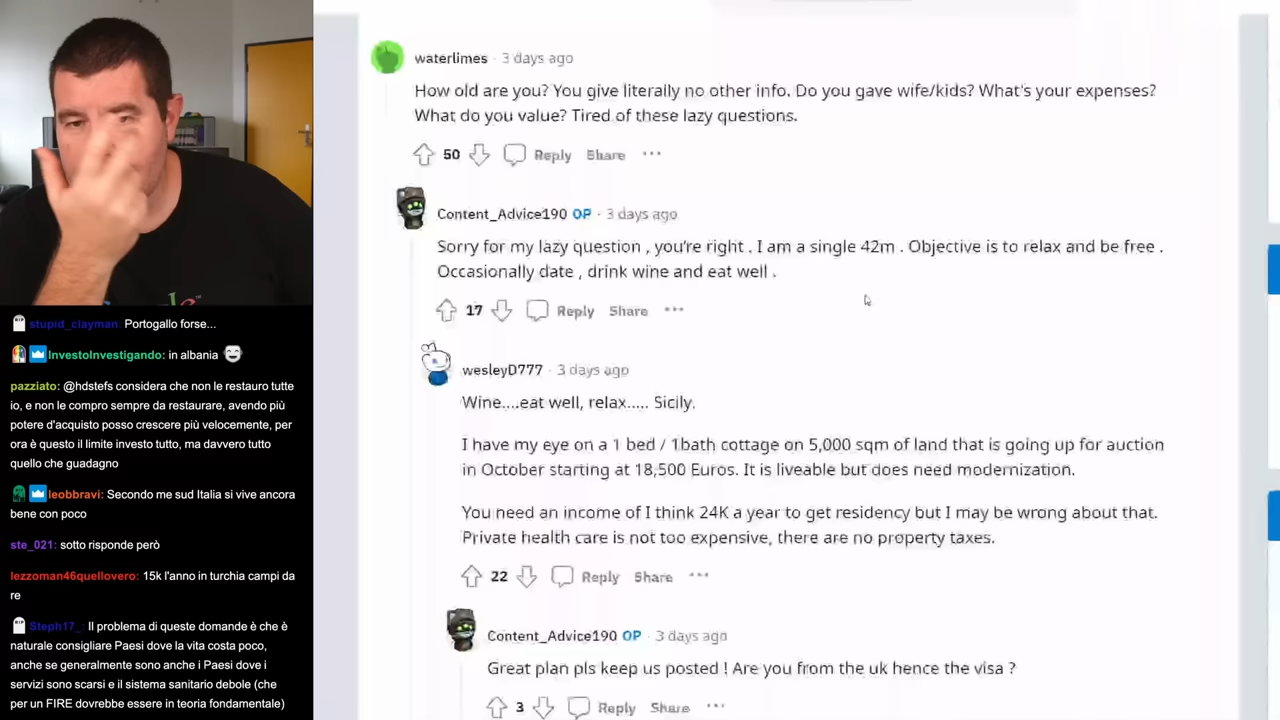 waterlimes · 3 days ago
How old are you? You give literally no other info. Do you gave wife/kids? What's your expenses?
What do you value? Tired of these lazy questions.
50 Reply Share ···
Content_Advice190 OP · 3 days ago
Sorry for my lazy question , you're right . I am a single 42m . Objective is to relax and be free .
Occasionally date , drink wine and eat well .
17 Reply Share ···
wesleyD777 · 3 days ago
Wine....eat well, relax..... Sicily.
I have my eye on a 1 bed / 1bath cottage on 5,000 sqm of land that is going up for auction
in October starting at 18,500 Euros. It is liveable but does need modernization.
You need an income of I think 24K a year to get residency but I may be wrong about that.
Private health care is not too expensive, there are no property taxes.
22 Reply Share ···
Content_Advice190 OP · 3 days ago
Great plan pls keep us posted ! Are you from the uk hence the visa ?
3 Reply Share ···
stupid_clayman: Portogallo forse...
InvestoInvestigando: in albania
pazziato: @hdstefs considera che non le restauro tutte
io, e non le compro sempre da restaurare, avendo più
potere d'acquisto posso crescere più velocemente, per
ora è questo il limite investo tutto, ma davvero tutto
quello che guadagno
leobbravi: Secondo me sud Italia si vive ancora
bene con poco
ste_021: sotto risponde però
lezzoman46quellovero: 15k l'anno in turchia campi da
re
Steph17_: Il problema di queste domande è che è
naturale consigliare Paesi dove la vita costa poco,
anche se generalmente sono anche i Paesi dove i
servizi sono scarsi e il sistema sanitario debole (che
per un FIRE dovrebbe essere in teoria fondamentale)